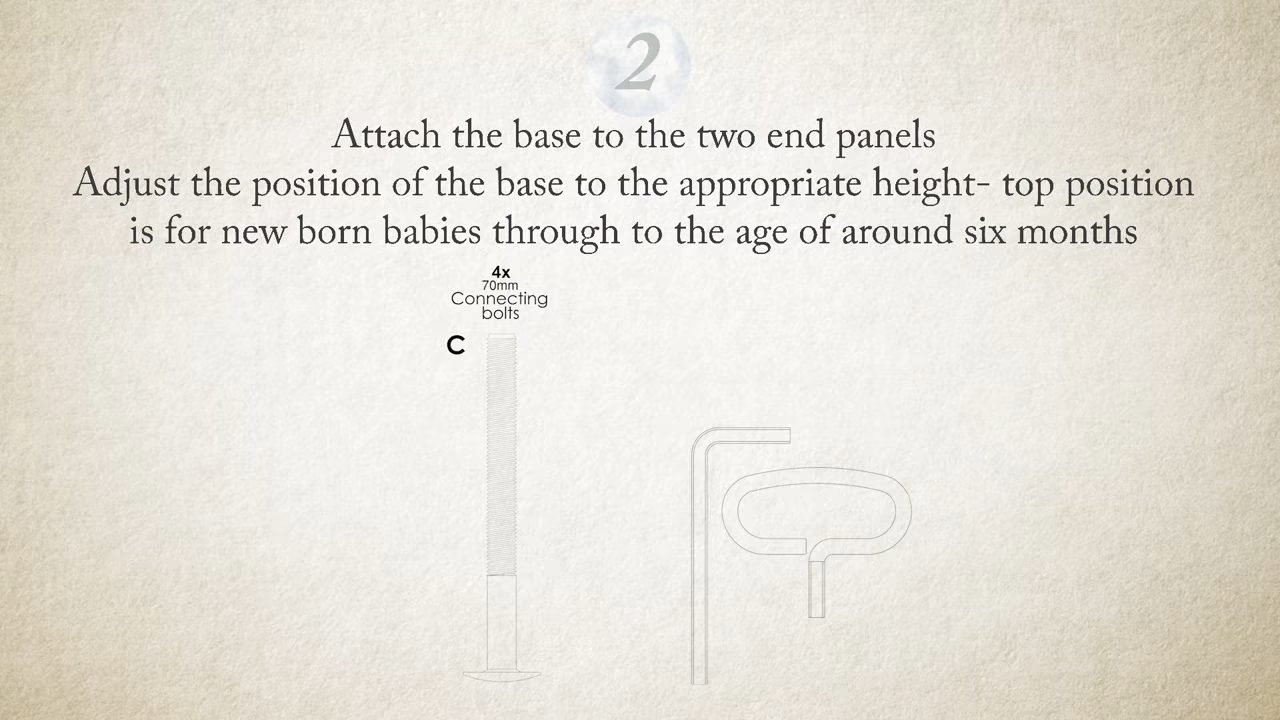 2
Attach the base to the two end panels
Adjust the position of the base to the appropriate height- top position
is for new born babies through to the age of around six months
4x
70mm
Connecting
bolts
C